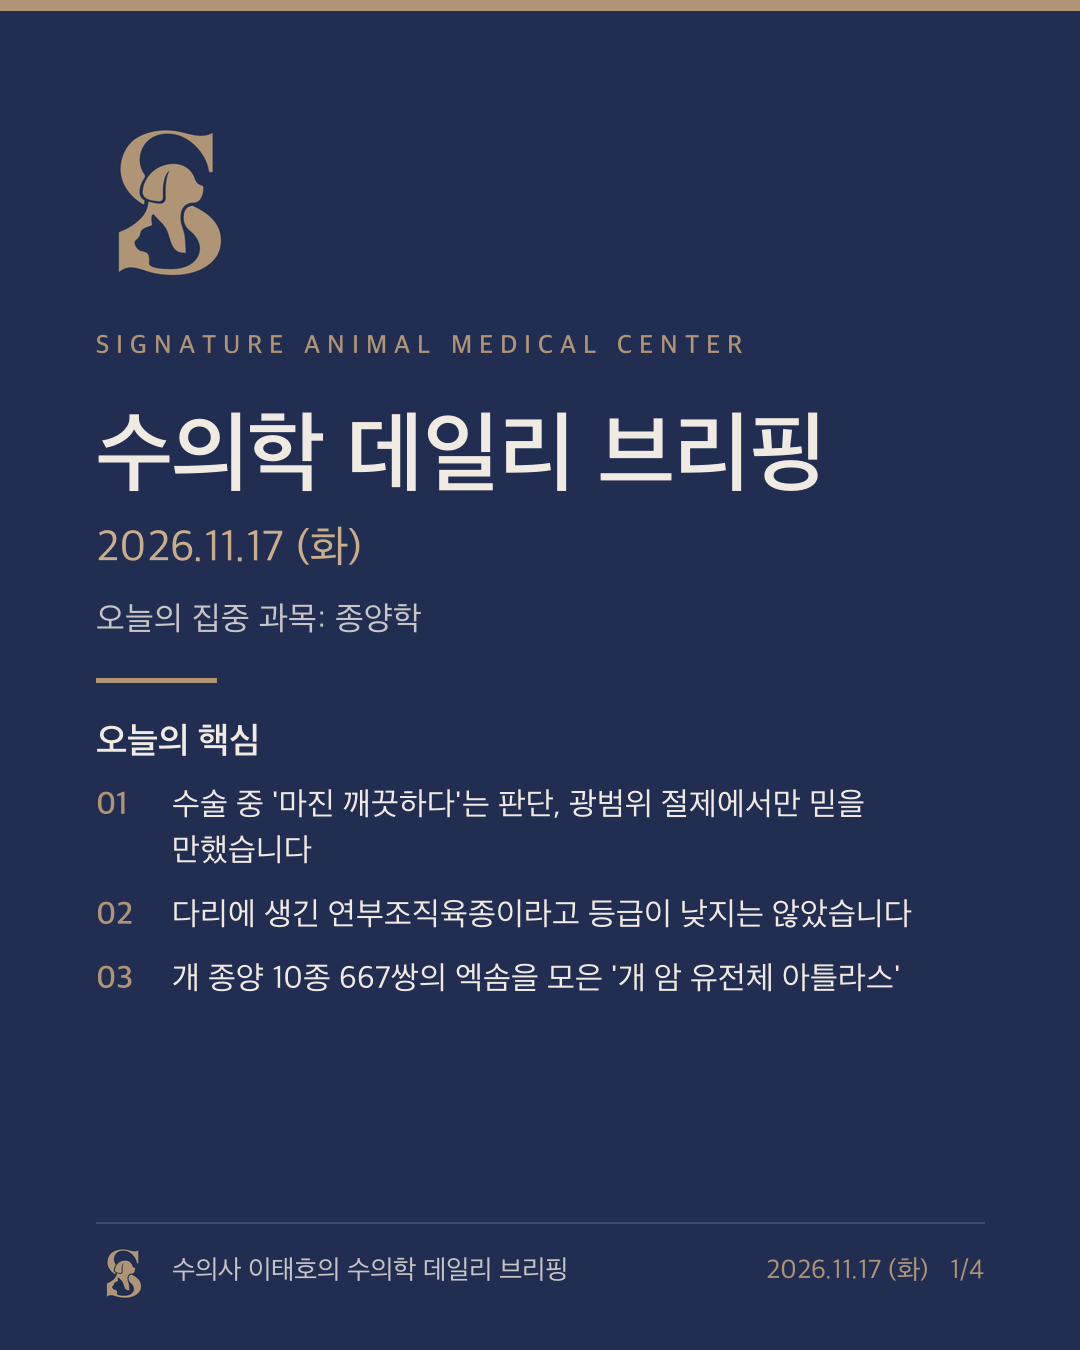 SIGNATURE ANIMAL MEDICAL CENTER
수의학 데일리 브리핑
2026.11.17 (화)
오늘의 집중 과목: 종양학
오늘의 핵심
01 수술 중 '마진 깨끗하다'는 판단, 광범위 절제에서만 믿을
만했습니다
02 다리에 생긴 연부조직육종이라고 등급이 낮지는 않았습니다
03 개 종양 10종 667쌍의 엑솜을 모은 '개 암 유전체 아틀라스'
수의사 이태호의 수의학 데일리 브리핑 2026.11.17 (화) 1/4